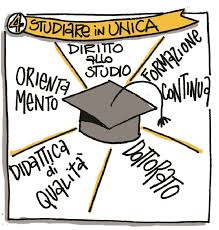 4 STUDIARE IN UNICA
DIRITTO
allo
STUDIO
FORMAZIONE
CONTINUA
ORIENTA
MENTO
DIDATTICA
di
QUALITÀ
DOTTORATO